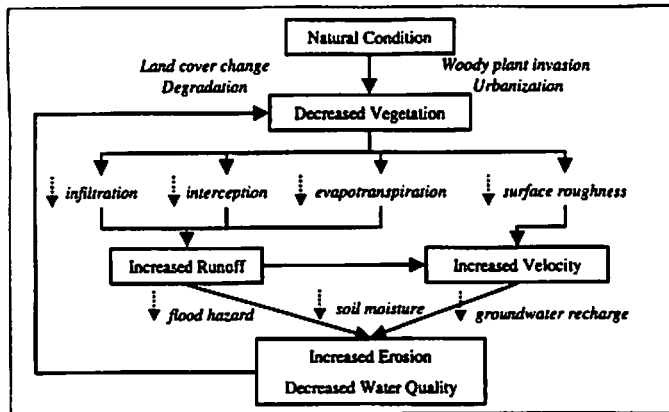 Natural Condition
Land cover change
Degradation
Woody plant invasion
Urbanization
Decreased Vegetation
infiltration
interception
evapotranspiration
surface roughness
Increased Runoff
Increased Velocity
flood hazard
soil moisture
groundwater recharge
Increased Erosion
Decreased Water Quality